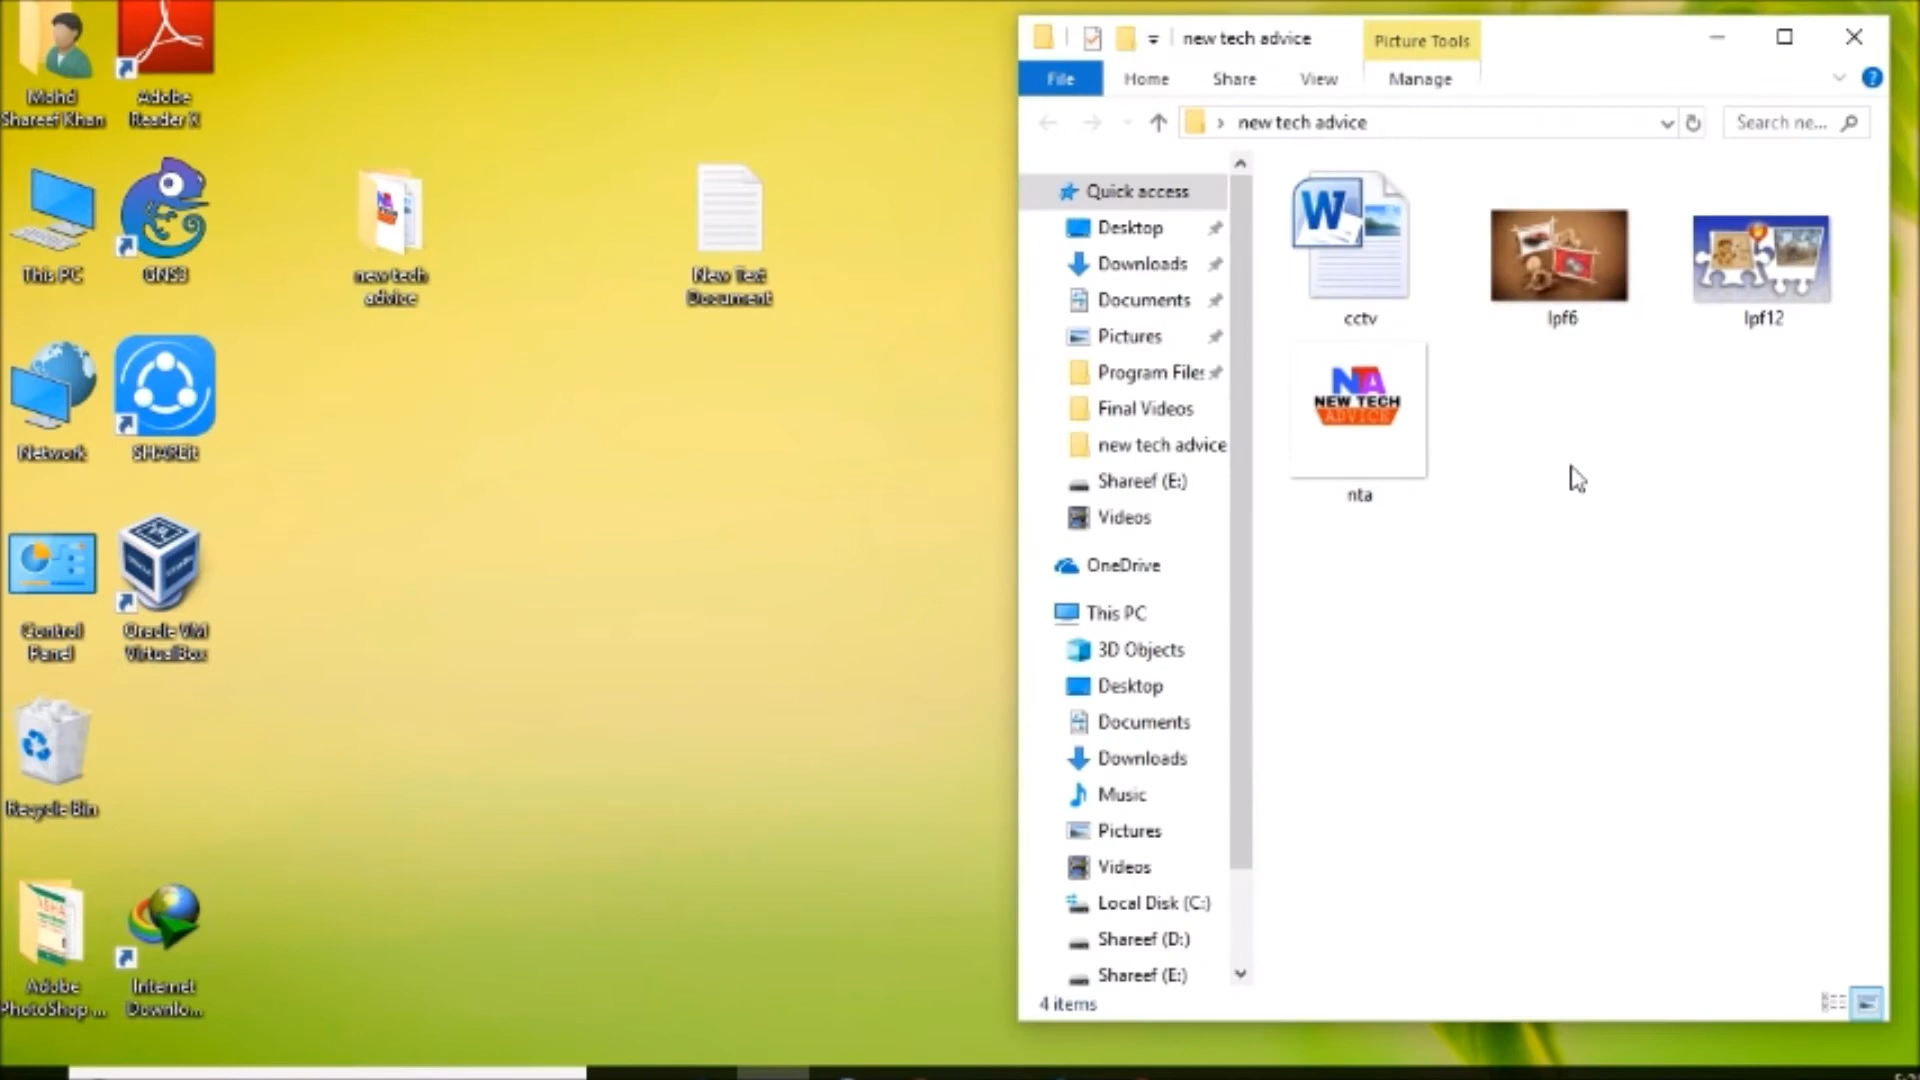 Mohd
Shareef Khan
Adobe
Reader X
This PC
GNS3
Network
SHAREit
Control
Panel
Oracle VM
VirtualBox
Recycle Bin
Adobe
PhotoShop ...
Internet
Downlo...
new tech
advice
New Text
Document
new tech advice
Picture Tools
File
Home
Share
View
Manage
new tech advice
Search ne...
Quick access
Desktop
Downloads
Documents
Pictures
Program Files
Final Videos
new tech advice
Shareef (E:)
Videos
OneDrive
This PC
3D Objects
Desktop
Documents
Downloads
Music
Pictures
Videos
Local Disk (C:)
Shareef (D:)
Shareef (E:)
W
cctv
lpf6
lpf12
NA
NEW TECH
ADVICE
nta
4 items